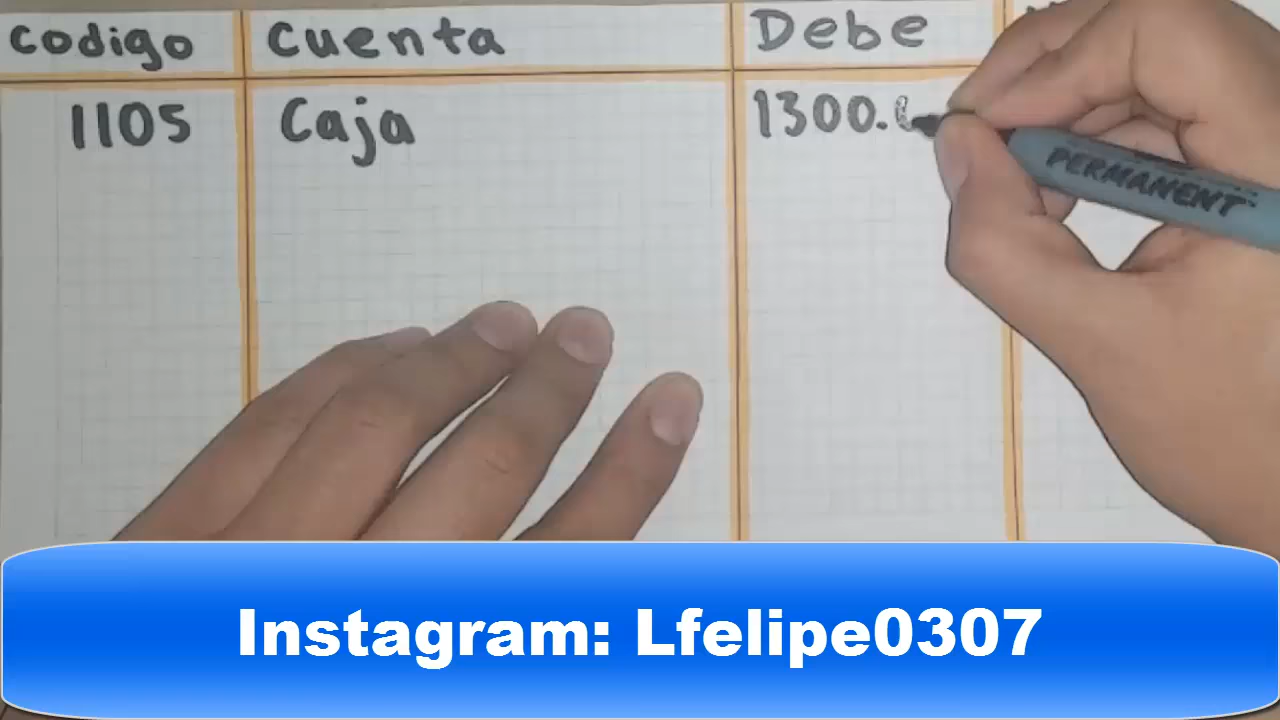 Codigo Cuenta Debe
1105 Caja 1300.
PERMANENT
Instagram: Lfelipe0307